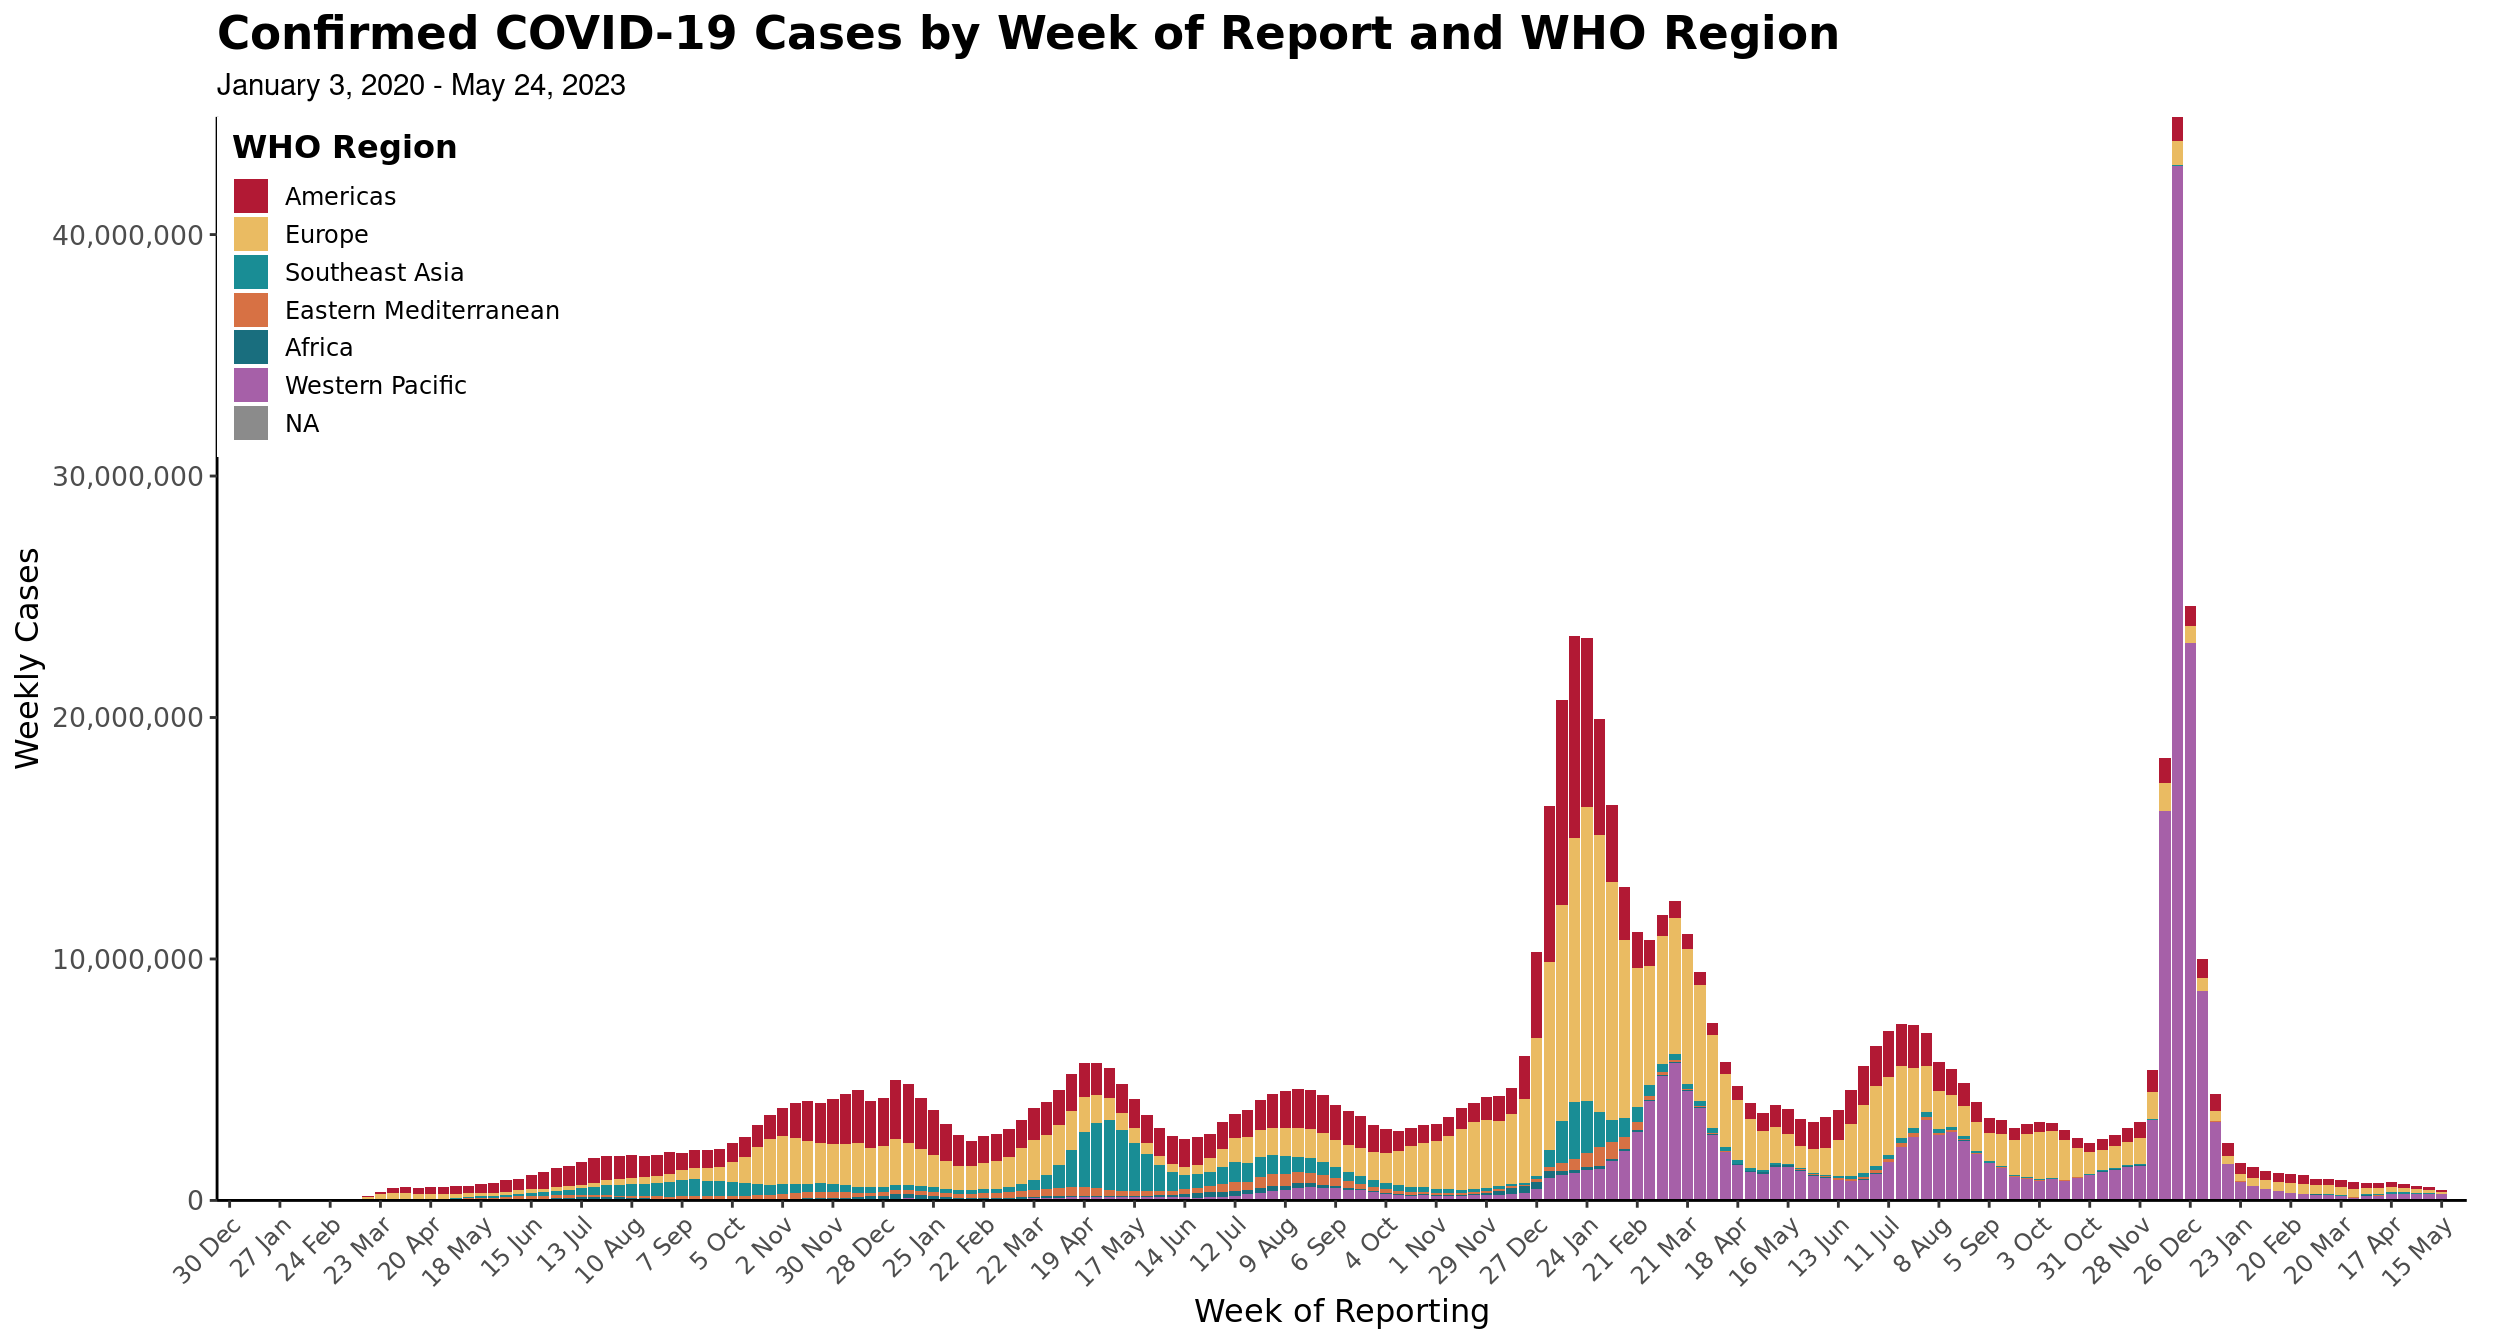 Confirmed COVID-19 Cases by Week of Report and WHO Region
January 3, 2020 - May 24, 2023
WHO Region
Americas
Europe
Southeast Asia
Eastern Mediterranean
Africa
Western Pacific
NA
Weekly Cases
40,000,000
30,000,000
20,000,000
10,000,000
0
30 Dec
27 Jan
24 Feb
23 Mar
20 Apr
18 May
15 Jun
13 Jul
10 Aug
7 Sep
5 Oct
2 Nov
30 Nov
28 Dec
25 Jan
22 Feb
22 Mar
19 Apr
17 May
14 Jun
12 Jul
9 Aug
6 Sep
4 Oct
1 Nov
29 Nov
27 Dec
24 Jan
21 Feb
21 Mar
18 Apr
16 May
13 Jun
11 Jul
8 Aug
5 Sep
3 Oct
31 Oct
28 Nov
26 Dec
23 Jan
20 Feb
20 Mar
17 Apr
15 May
Week of Reporting